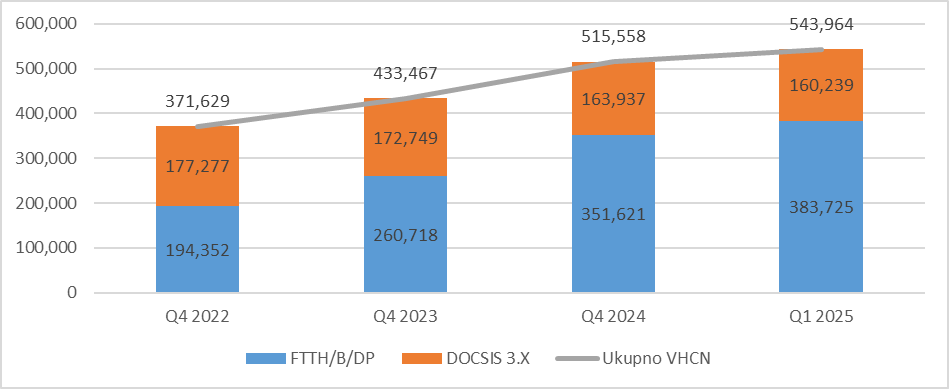 600,000
500,000
400,000
300,000
200,000
100,000
0
371,629
433,467
515,558
543,964
177,277
172,749
163,937
160,239
194,352
260,718
351,621
383,725
Q4 2022
Q4 2023
Q4 2024
Q1 2025
FTTH/B/DP
DOCSIS 3.X
Ukupno VHCN